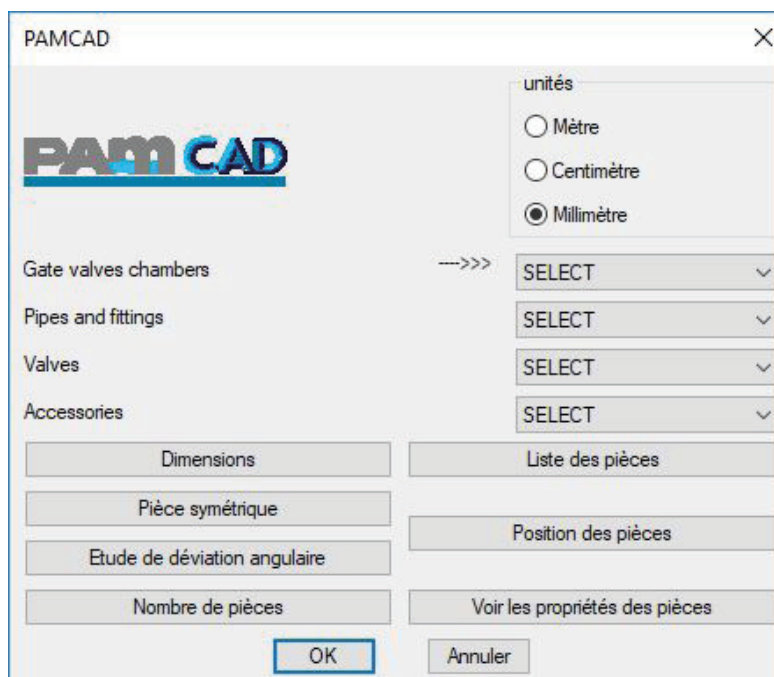 PAMCAD
unités
PAM CAD
Mètre
Centimètre
Millimètre
Gate valves chambers ---->>> SELECT
Pipes and fittings SELECT
Valves SELECT
Accessories SELECT
Dimensions Liste des pièces
Pièce symétrique
Position des pièces
Etude de déviation angulaire
Nombre de pièces Voir les propriétés des pièces
OK Annuler